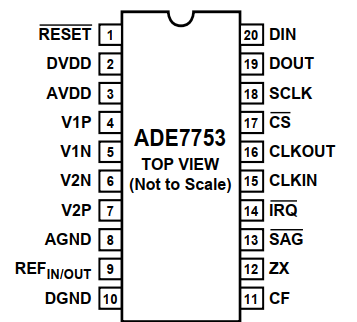 RESET 1 20 DIN
DVDD 2 19 DOUT
AVDD 3 18 SCLK
V1P 4 17 CS
V1N 5 16 CLKOUT
V2N 6 15 CLKIN
V2P 7 14 IRQ
AGND 8 13 SAG
REFIN/OUT 9 12 ZX
DGND 10 11 CF
ADE7753
TOP VIEW
(Not to Scale)